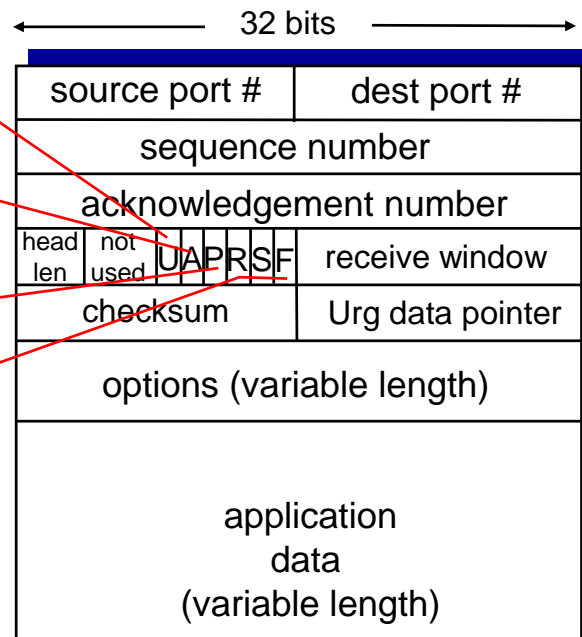 32 bits
source port # dest port #
sequence number
acknowledgement number
head len not used U A P R S F receive window
checksum Urg data pointer
options (variable length)
application
data
(variable length)